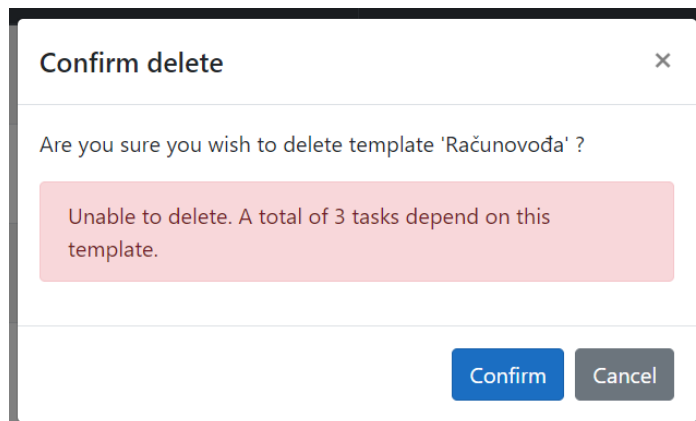 Confirm delete ×
Are you sure you wish to delete template 'Računovođa' ?
Unable to delete. A total of 3 tasks depend on this
template.
Confirm Cancel